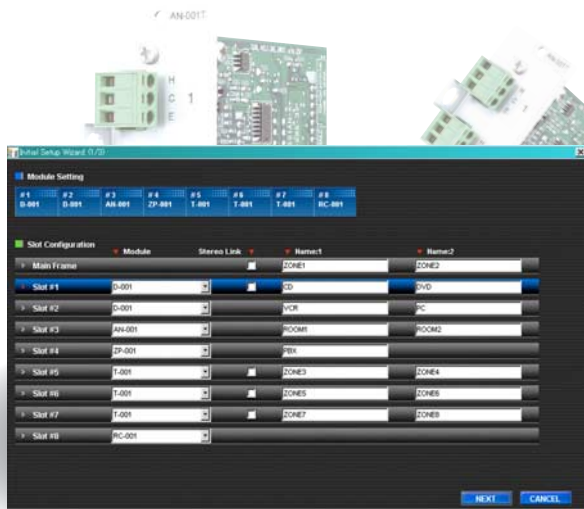 AN-001T
H
C 1
E
Initial Setup Wizard (1/3)
Module Setting
#1 #2 #3 #4 #5 #6 #7 #8
D-001 D-001 AN-001 ZP-001 T-001 T-001 T-001 RC-001
Slot Configuration
Module Stereo Link Name:1 Name:2
Main Frame ZONE1 ZONE2
Slot #1 D-001 CD DVD
Slot #2 D-001 VCR PC
Slot #3 AN-001 ROOM1 ROOM2
Slot #4 ZP-001 PBX
Slot #5 T-001 ZONE3 ZONE4
Slot #6 T-001 ZONE5 ZONE6
Slot #7 T-001 ZONE7 ZONE8
Slot #8 RC-001
NEXT CANCEL